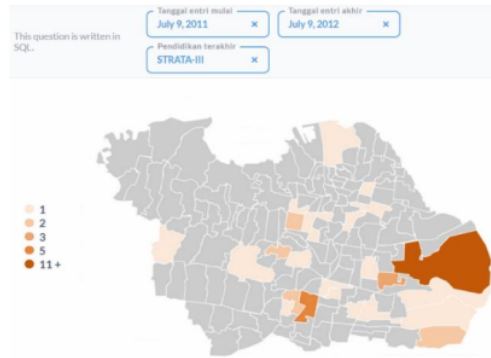 Tanggal entri mulai
July 9, 2011 ×
Tanggal entri akhir
July 9, 2012 ×
This question is written in
SQL.
Pendidikan terakhir
STRATA-III ×
1
2
3
5
11 +